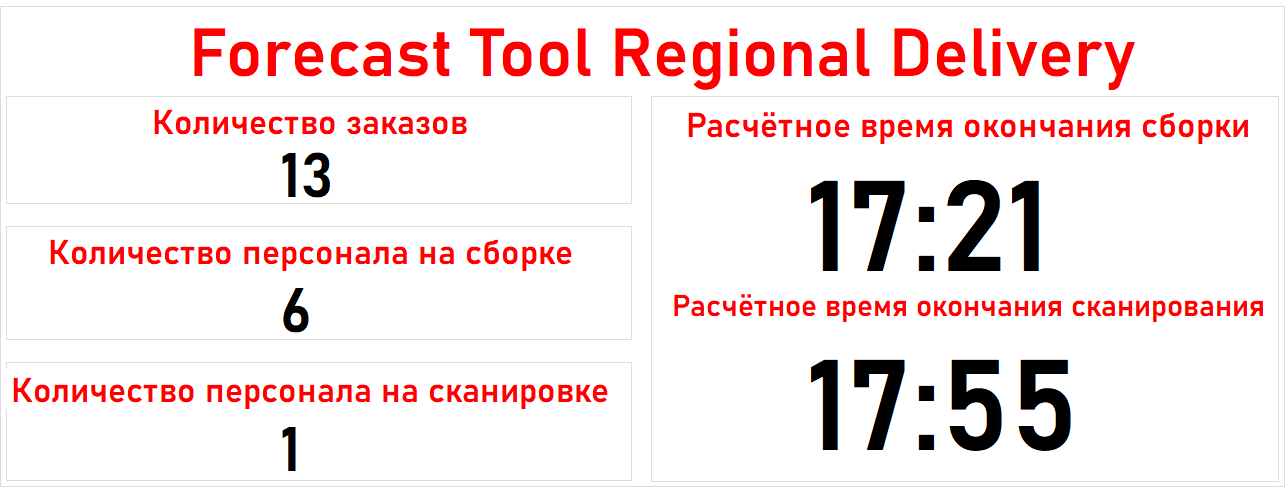 Forecast Tool Regional Delivery
Количество заказов
13
Количество персонала на сборке
6
Количество персонала на сканировке
1
Расчётное время окончания сборки
17:21
Расчётное время окончания сканирования
17:55